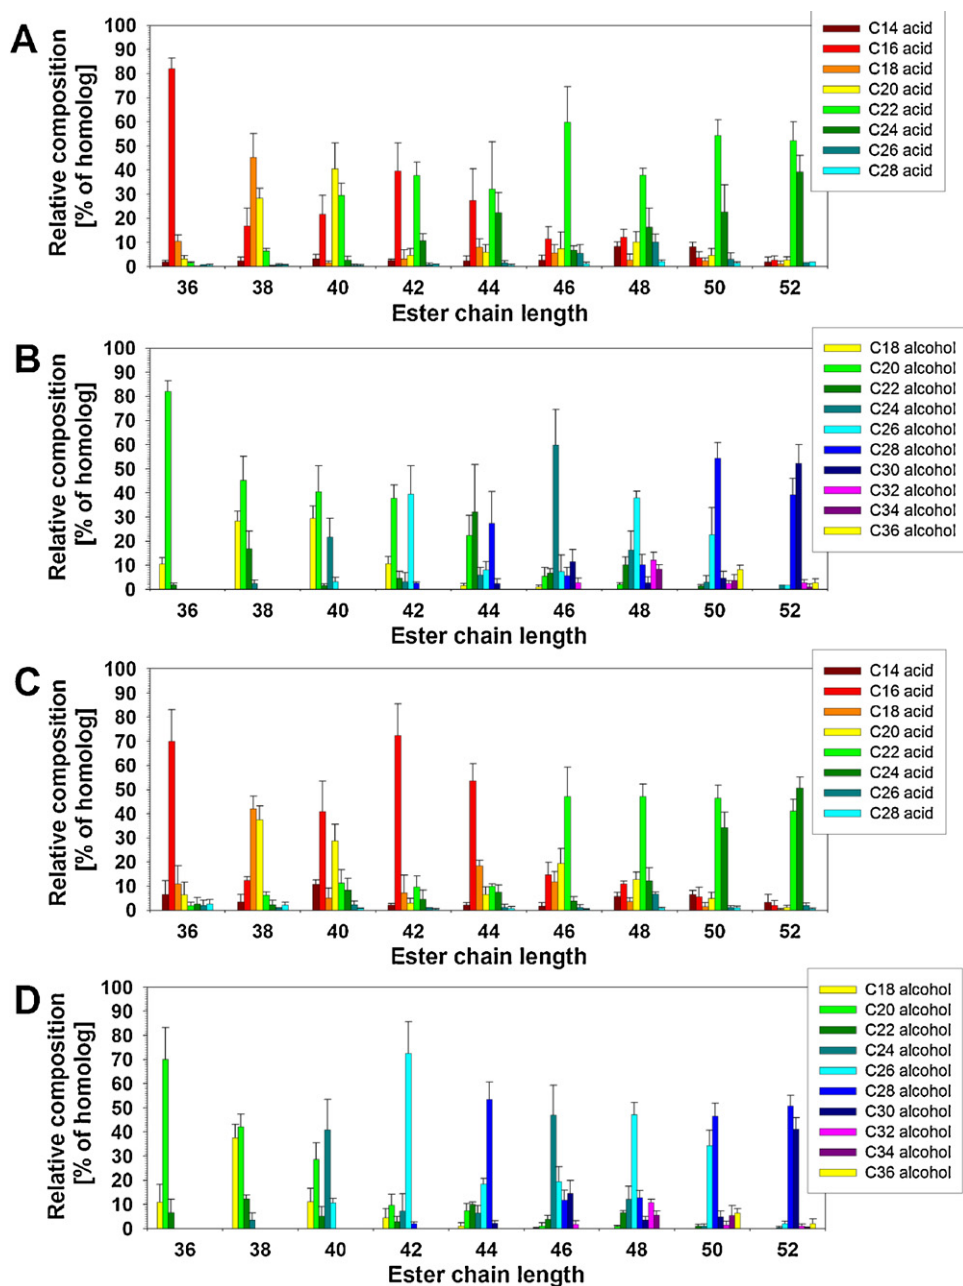 A
Relative composition
[% of homolog]
100
90
80
70
60
50
40
30
20
10
0
36 38 40 42 44 46 48 50 52
Ester chain length
C14 acid
C16 acid
C18 acid
C20 acid
C22 acid
C24 acid
C26 acid
C28 acid
B
Relative composition
[% of homolog]
100
90
80
70
60
50
40
30
20
10
0
36 38 40 42 44 46 48 50 52
Ester chain length
C18 alcohol
C20 alcohol
C22 alcohol
C24 alcohol
C26 alcohol
C28 alcohol
C30 alcohol
C32 alcohol
C34 alcohol
C36 alcohol
C
Relative composition
[% of homolog]
100
90
80
70
60
50
40
30
20
10
0
36 38 40 42 44 46 48 50 52
Ester chain length
C14 acid
C16 acid
C18 acid
C20 acid
C22 acid
C24 acid
C26 acid
C28 acid
D
Relative composition
[% of homolog]
100
90
80
70
60
50
40
30
20
10
0
36 38 40 42 44 46 48 50 52
Ester chain length
C18 alcohol
C20 alcohol
C22 alcohol
C24 alcohol
C26 alcohol
C28 alcohol
C30 alcohol
C32 alcohol
C34 alcohol
C36 alcohol